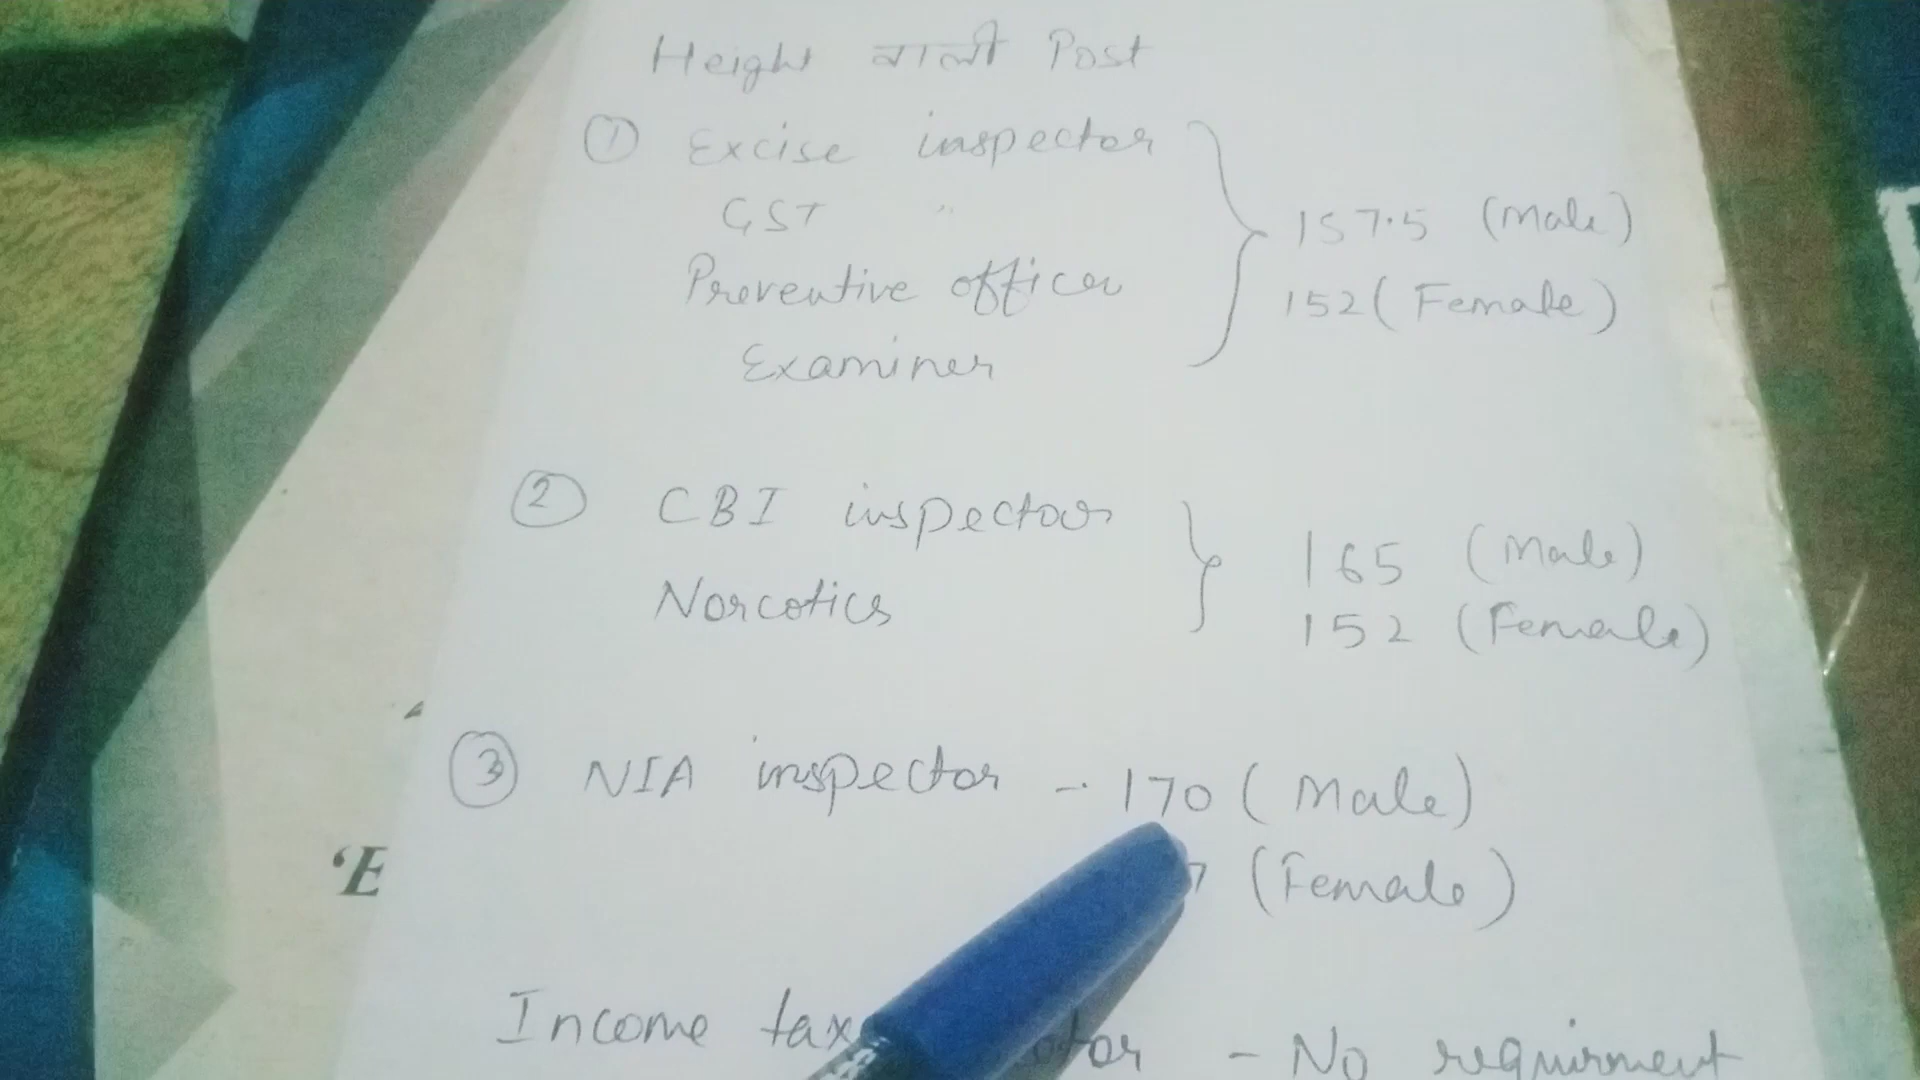 Height वाली Post
① Excise inspector
GST "
Preventive officer
Examiner
157.5 (Male)
152 (Female)
② CBI inspector
Norcotics
165 (Male)
152 (Female)
③ NIA inspector - 170 (Male)
7 (Female)
'E
Income tax - No requirment